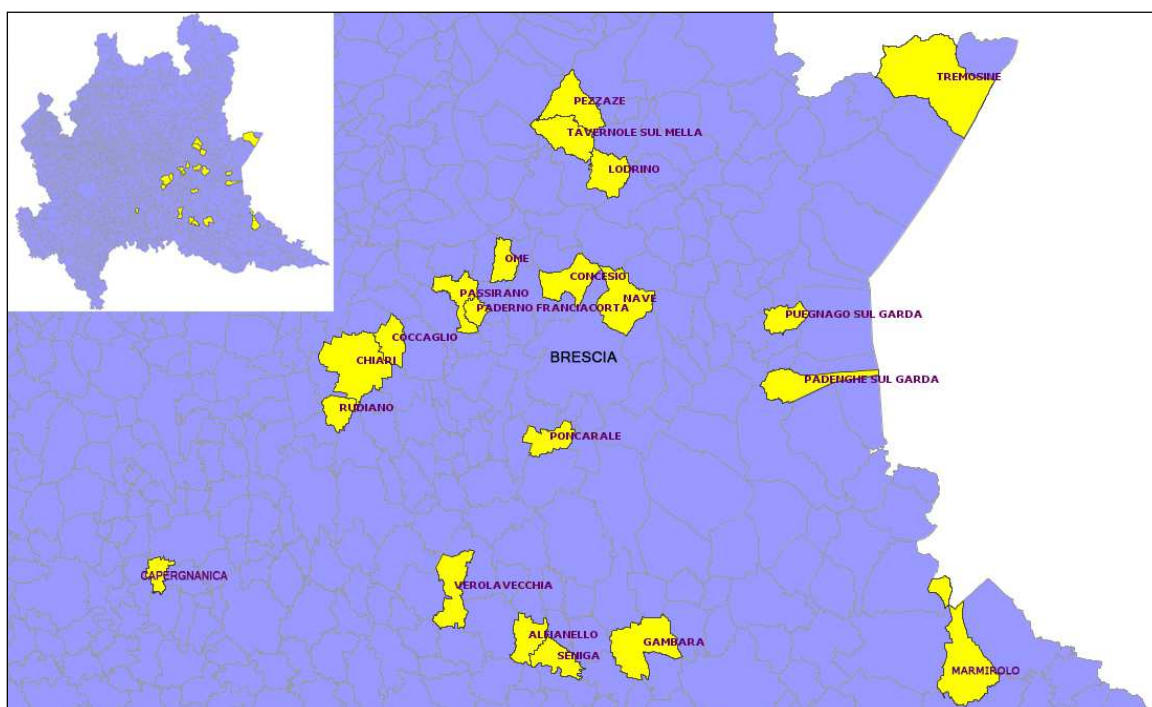 TREMOSINE
PEZZAZE
TAVERNOLE SUL MELLA
LODRINO
OME
CONCESIO
PASSIRANO
NAVE
PADERNO FRANCIACORTA
PUEGNAGO SUL GARDA
COCCAGLIO
BRESCIA
CHIARI
PADENGHE SUL GARDA
RUDIANO
PONCARALE
CAPERGNANICA
VEROLAVECCHIA
ALFIANELLO
GAMBARA
SENIGA
MARMIROLO